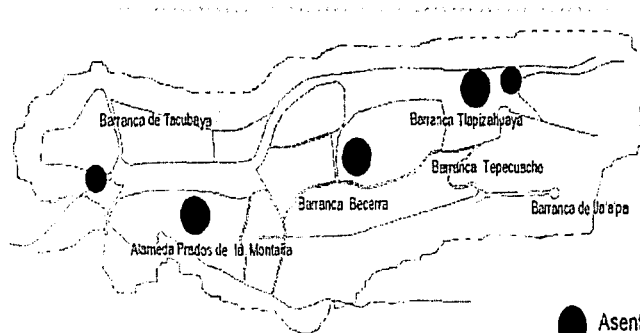 Barranca de Tacubaya
Barranca Tlapizahuaya
Barranca Tepecuache
Barranca Becerra
Barranca de Jalalpa
Alameda Prados de la Montaña